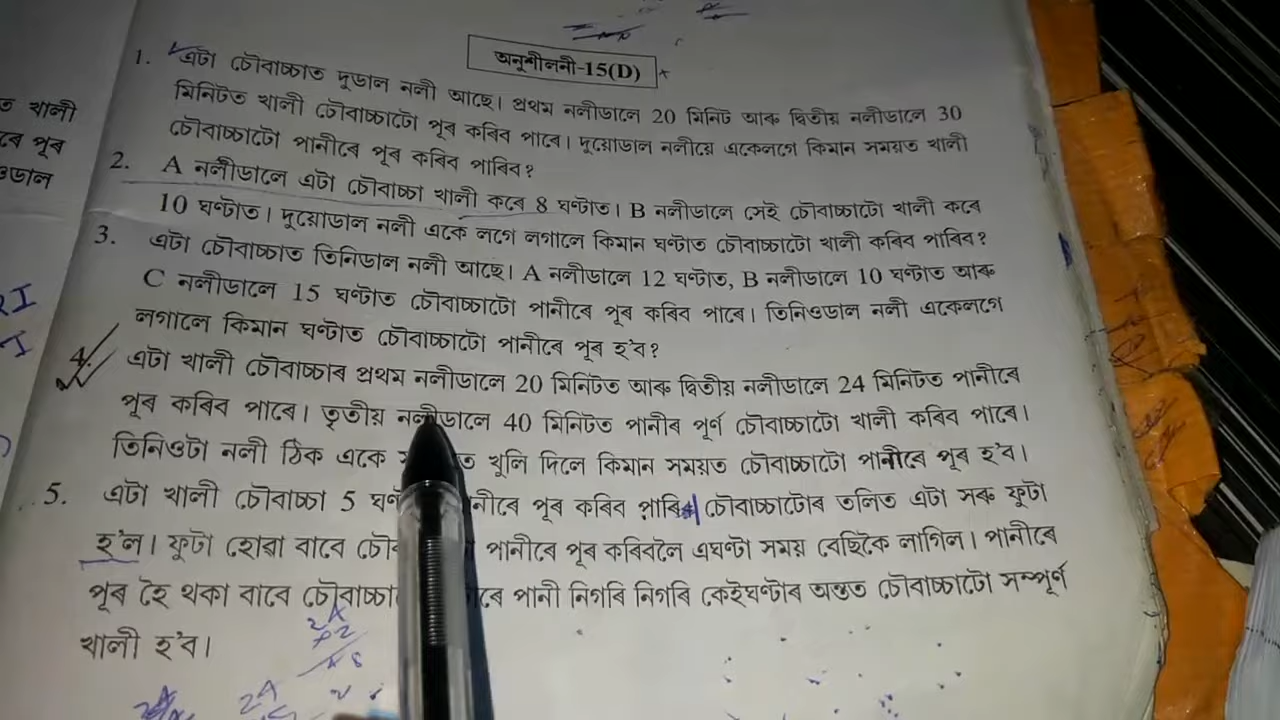 অনুশীলনী-15(D)
1. এটা চৌবাচ্চাত দুডাল নলী আছে। প্ৰথম নলীডালে 20 মিনিট আৰু দ্বিতীয় নলীডালে 30
মিনিটত খালী চৌবাচ্চাটো পূৰ কৰিব পাৰে। দুয়োডাল নলীয়ে একেলগে কিমান সময়ত খালী
চৌবাচ্চাটো পানীৰে পূৰ কৰিব পাৰিব?
2. A নলীডালে এটা চৌবাচ্চা খালী কৰে 8 ঘণ্টাত। B নলীডালে সেই চৌবাচ্চাটো খালী কৰে
10 ঘণ্টাত। দুয়োডাল নলী একে লগে লগালে কিমান ঘণ্টাত চৌবাচ্চাটো খালী কৰিব পাৰিব?
3. এটা চৌবাচ্চাত তিনিডাল নলী আছে। A নলীডালে 12 ঘণ্টাত, B নলীডালে 10 ঘণ্টাত আৰু
C নলীডালে 15 ঘণ্টাত চৌবাচ্চাটো পানীৰে পূৰ কৰিব পাৰে। তিনিওডাল নলী একেলগে
লগালে কিমান ঘণ্টাত চৌবাচ্চাটো পানীৰে পূৰ হ'ব?
4. এটা খালী চৌবাচ্চাৰ প্ৰথম নলীডালে 20 মিনিটত আৰু দ্বিতীয় নলীডালে 24 মিনিটত পানীৰে
পূৰ কৰিব পাৰে। তৃতীয় নলীডালে 40 মিনিটত পানীৰ পূৰ্ণ চৌবাচ্চাটো খালী কৰিব পাৰে।
তিনিওটা নলী ঠিক একে খুলি দিলে কিমান সময়ত চৌবাচ্চাটো পানীৰে পূৰ হ'ব।
5. এটা খালী চৌবাচ্চা 5 পূৰ কৰিব চৌবাচ্চাটোৰ তলিত এটা সৰু ফুটা
হ'ল। ফুটা হোৱা বাবে পানীৰে পূৰ কৰিবলৈ এঘণ্টা সময় বেছিকৈ লাগিল। পানীৰে
পূৰ হৈ থকা বাবে পানী নিগৰি নিগৰি কেইঘণ্টাৰ অন্তত চৌবাচ্চাটো সম্পূৰ্ণ
খালী হ'ব।
ত খালী
ৰে পূৰ
ওডাল